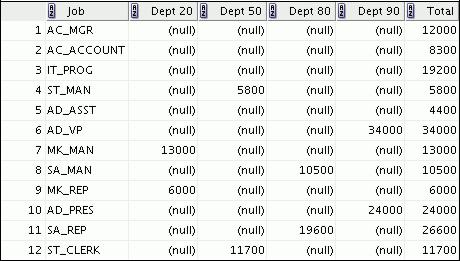 Job Dept 20 Dept 50 Dept 80 Dept 90 Total
1 AC_MGR (null) (null) (null) (null) 12000
2 AC_ACCOUNT (null) (null) (null) (null) 8300
3 IT_PROG (null) (null) (null) (null) 19200
4 ST_MAN (null) 5800 (null) (null) 5800
5 AD_ASST (null) (null) (null) (null) 4400
6 AD_VP (null) (null) (null) 34000 34000
7 MK_MAN 13000 (null) (null) (null) 13000
8 SA_MAN (null) (null) 10500 (null) 10500
9 MK_REP 6000 (null) (null) (null) 6000
10 AD_PRES (null) (null) (null) 24000 24000
11 SA_REP (null) (null) 19600 (null) 26600
12 ST_CLERK (null) 11700 (null) (null) 11700